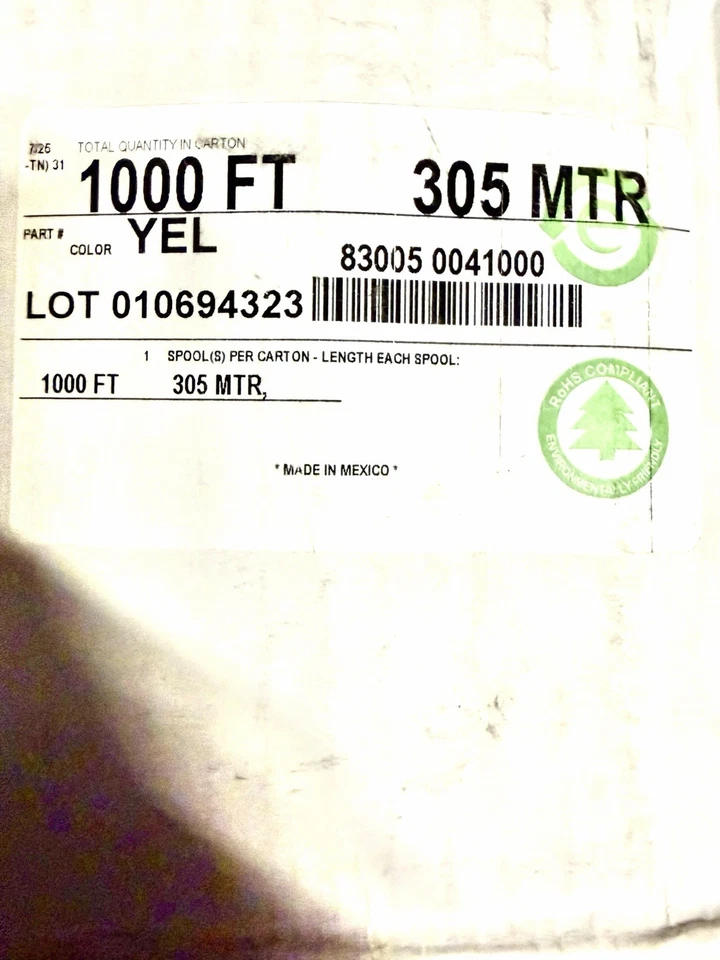 7/26 TOTAL QUANTITY IN CARTON
-TN) 31
1000 FT 305 MTR
PART #
COLOR YEL
83005 0041000
LOT 010694323
1 SPOOL(S) PER CARTON - LENGTH EACH SPOOL:
1000 FT 305 MTR,
RoHS COMPLIANT
ENVIRONMENTALLY FRIENDLY
* MADE IN MEXICO *